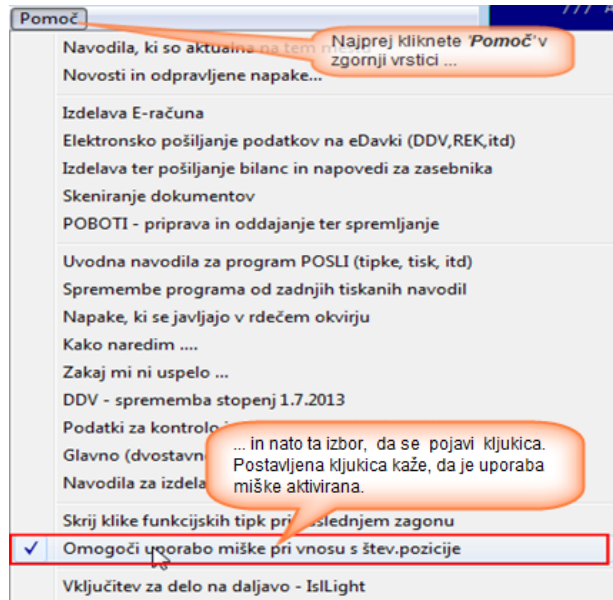 Pomoč
/// A
Najprej kliknete 'Pomoč' v
zgornji vrstici ...
Navodila, ki so aktualna na tem mestu
Novosti in odpravljene napake...
Izdelava E-računa
Elektronsko pošiljanje podatkov na eDavki (DDV,REK,itd)
Izdelava ter pošiljanje bilanc in napovedi za zasebnika
Skeniranje dokumentov
POBOTI - priprava in oddajanje ter spremljanje
Uvodna navodila za program POSLI (tipke, tisk, itd)
Spremembe programa od zadnjih tiskanih navodil
Napake, ki se javljajo v rdečem okvirju
Kako naredim ....
Zakaj mi ni uspelo ...
DDV - sprememba stopenj 1.7.2013
Podatki za kontrolo
... in nato ta izbor, da se pojavi kljukica.
Postavljena kljukica kaže, da je uporaba
miške aktivirana.
Glavno (dvostavn
Navodila za izdela
Skrij klike funkcijskih tipk pri naslednjem zagonu
Omogoči uporabo miške pri vnosu s štev.pozicije
Vključitev za delo na daljavo - IslLight